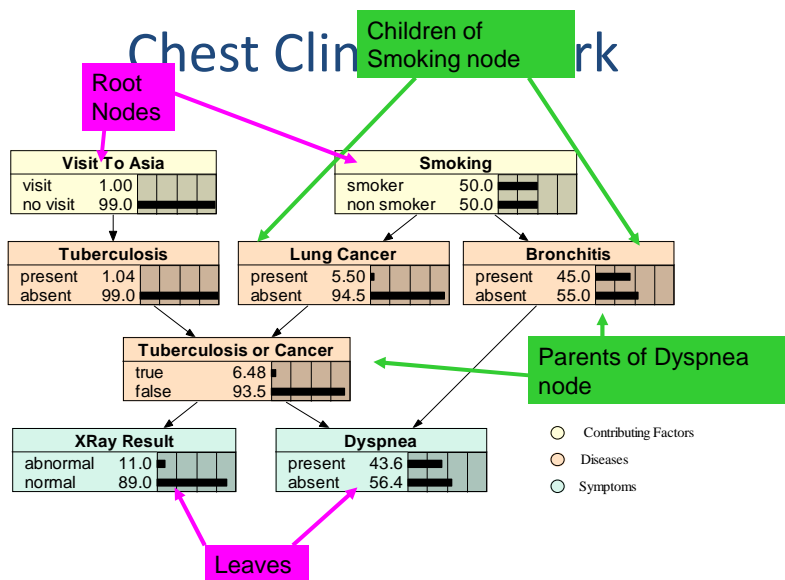 Chest Clin rk
Children of
Smoking node
Root
Nodes
Visit To Asia
visit 1.00
no visit 99.0
Smoking
smoker 50.0
non smoker 50.0
Tuberculosis
present 1.04
absent 99.0
Lung Cancer
present 5.50
absent 94.5
Bronchitis
present 45.0
absent 55.0
Tuberculosis or Cancer
true 6.48
false 93.5
Parents of Dyspnea
node
XRay Result
abnormal 11.0
normal 89.0
Dyspnea
present 43.6
absent 56.4
Contributing Factors
Diseases
Symptoms
Leaves